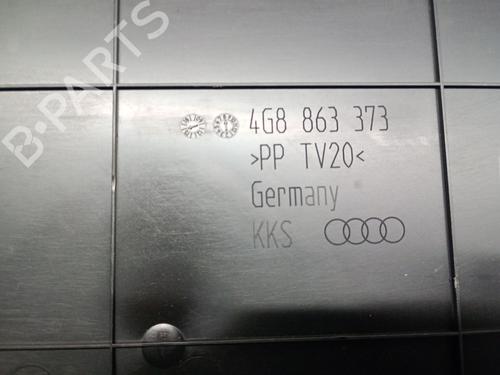 B-PARTS
4G8 863 373
>PP TV20<
Germany
KKS